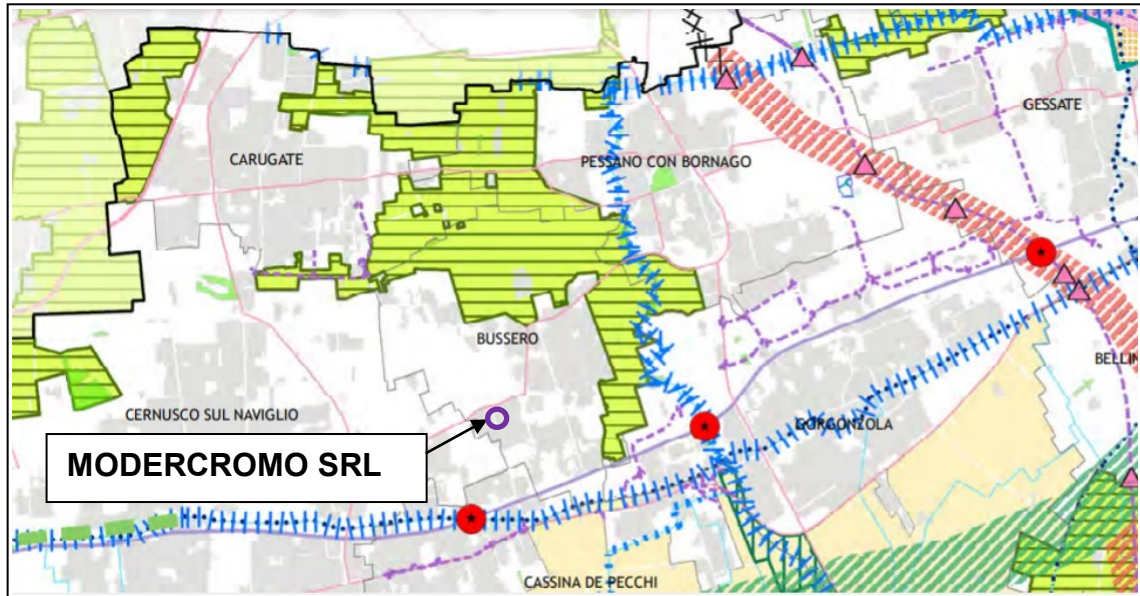 GESSATE
CARUGATE
PESSANO CON BORNAGO
BUSSERO
CERNUSCO SUL NAVIGLIO
GORGONZOLA
MODERCROMO SRL
CASSINA DE PECCHI